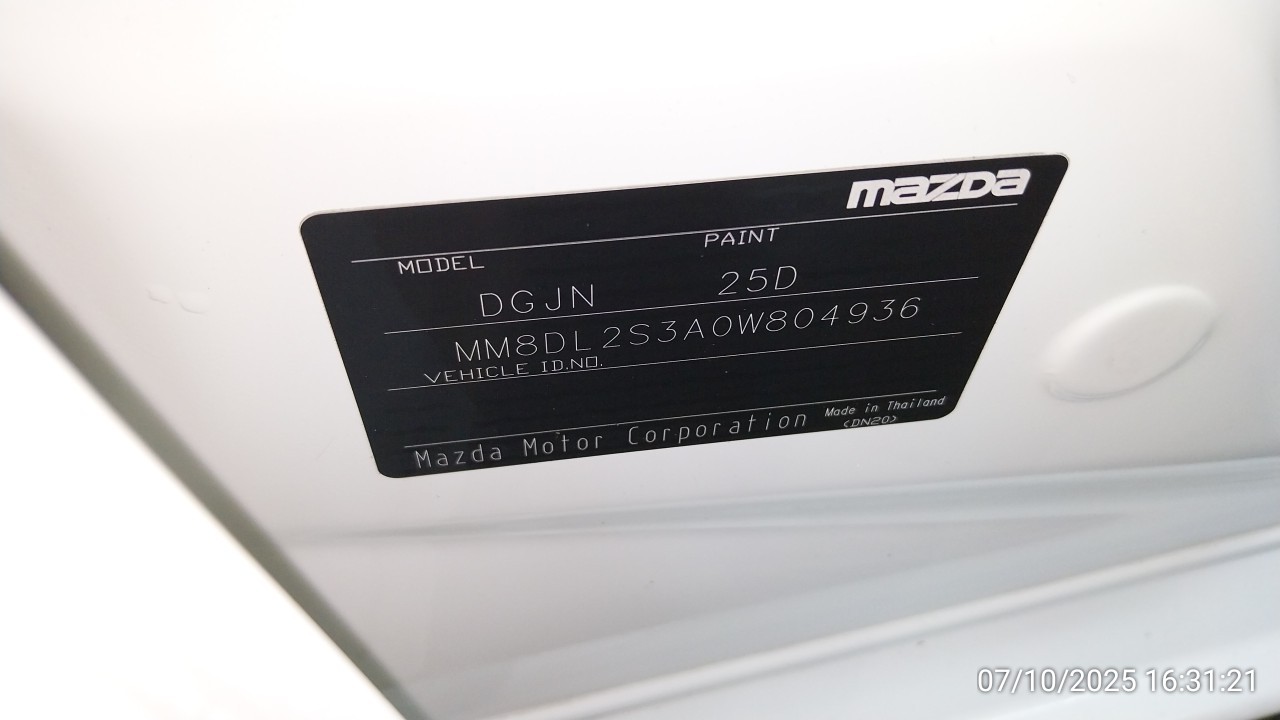 mazda
MODEL PAINT
DGJN 25D
MM8DL2S3A0W804936
VEHICLE ID.NO.
Mazda Motor Corporation Made in Thailand
<DN20>
07/10/2025 16:31:21